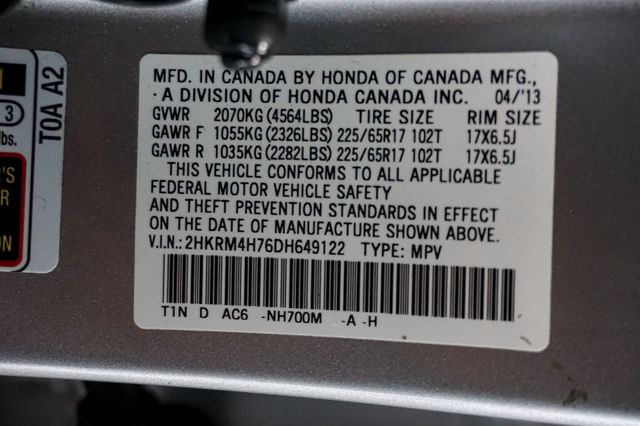 MFD. IN CANADA BY HONDA OF CANADA MFG.,
· A DIVISION OF HONDA CANADA INC. 04/'13
GVWR 2070KG (4564LBS) TIRE SIZE RIM SIZE
GAWR F 1055KG (2326LBS) 225/65R17 102T 17X6.5J
GAWR R 1035KG (2282LBS) 225/65R17 102T 17X6.5J
THIS VEHICLE CONFORMS TO ALL APPLICABLE
FEDERAL MOTOR VEHICLE SAFETY
AND THEFT PREVENTION STANDARDS IN EFFECT
ON THE DATE OF MANUFACTURE SHOWN ABOVE.
V.I.N.: 2HKRM4H76DH649122 TYPE: MPV
T1N D AC6 -NH700M -A -H
T0A A2
3
lbs.